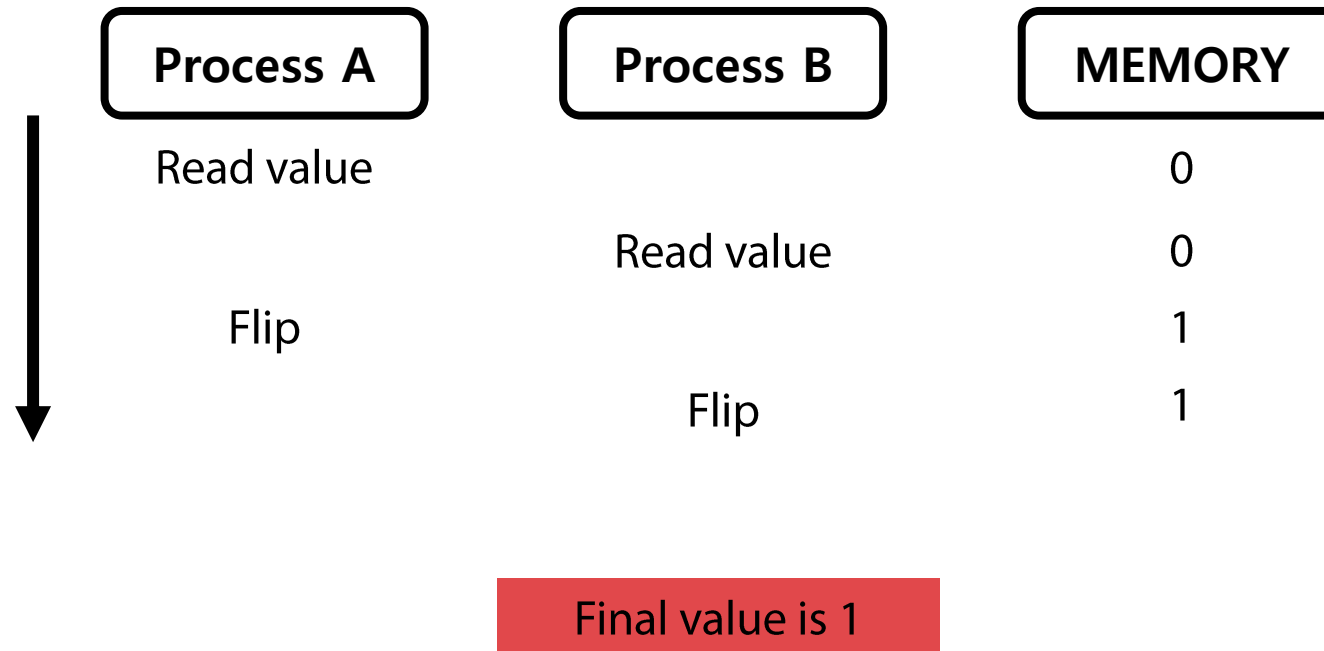 Process A Process B MEMORY
Read value 0
Read value 0
Flip 1
Flip 1
Final value is 1